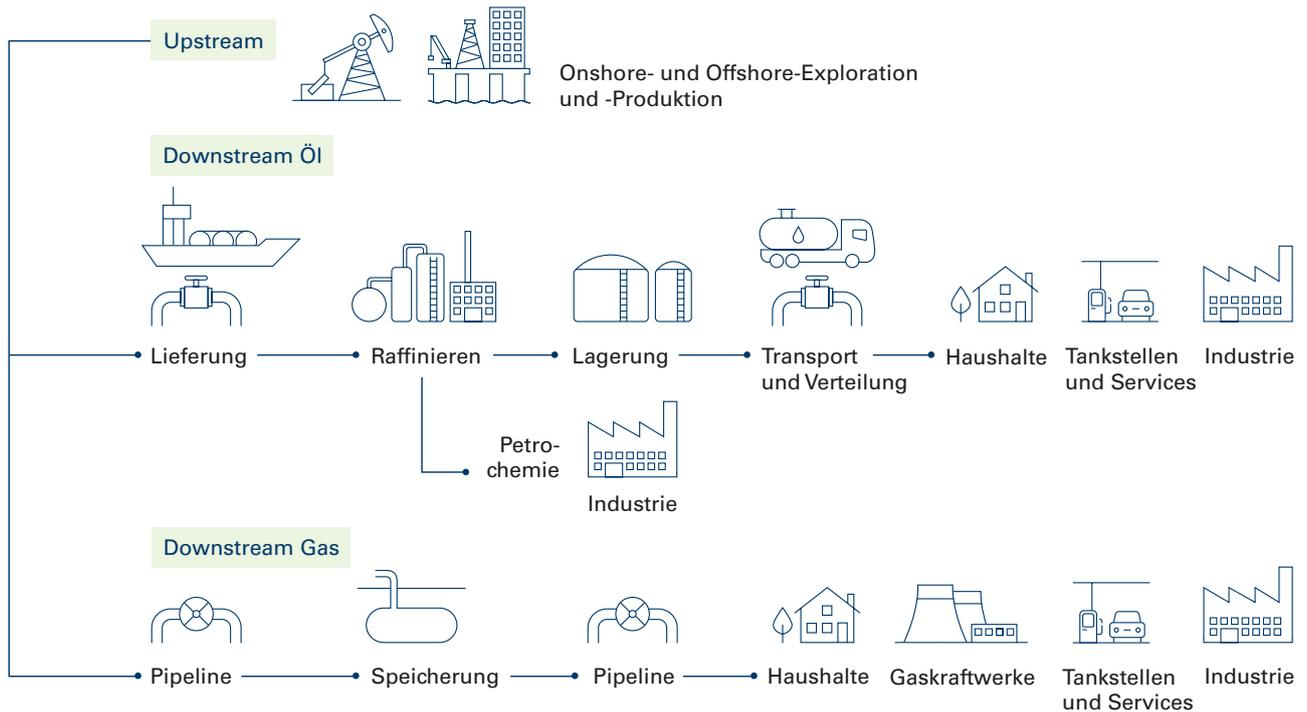 Upstream
Onshore- und Offshore-Exploration
und -Produktion
Downstream Öl
Lieferung
Raffinieren
Lagerung
Transport
und Verteilung
Haushalte
Tankstellen
und Services
Industrie
Petro-
chemie
Industrie
Downstream Gas
Pipeline
Speicherung
Pipeline
Haushalte
Gaskraftwerke
Tankstellen
und Services
Industrie